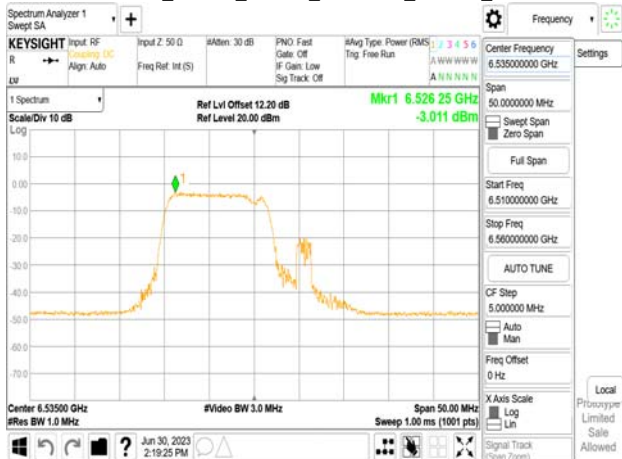 Spectrum Analyzer 1
Swept SA
+
Frequency
KEYSIGHT
Input: RF
Coupling: DC
Align: Auto
Input Z: 50 Ω
Freq Ref: Int (S)
#Atten: 30 dB
PNO: Fast
Gate: Off
IF Gain: Low
Sig Track: Off
#Avg Type: Power (RMS
Trig: Free Run
1 2 3 4 5 6
A W W W W W
A N N N N N
R
LXI
1 Spectrum
Scale/Div 10 dB
Ref Lvl Offset 12.20 dB
Ref Level 20.00 dBm
Mkr1 6.526 25 GHz
-3.011 dBm
Log
10.0
0.00
-10.0
-20.0
-30.0
-40.0
-50.0
-60.0
-70.0
1
Center 6.53500 GHz
#Res BW 1.0 MHz
#Video BW 3.0 MHz
Span 50.00 MHz
Sweep 1.00 ms (1001 pts)
Jun 30, 2023
2:19:25 PM
?
Center Frequency
6.535000000 GHz
Settings
Span
50.0000000 MHz
Swept Span
Zero Span
Full Span
Start Freq
6.510000000 GHz
Stop Freq
6.560000000 GHz
AUTO TUNE
CF Step
5.000000 MHz
Auto
Man
Freq Offset
0 Hz
X Axis Scale
Log
Lin
Signal Track
(Span Zoom)
Local
Prototype
Limited
Sale
Allowed